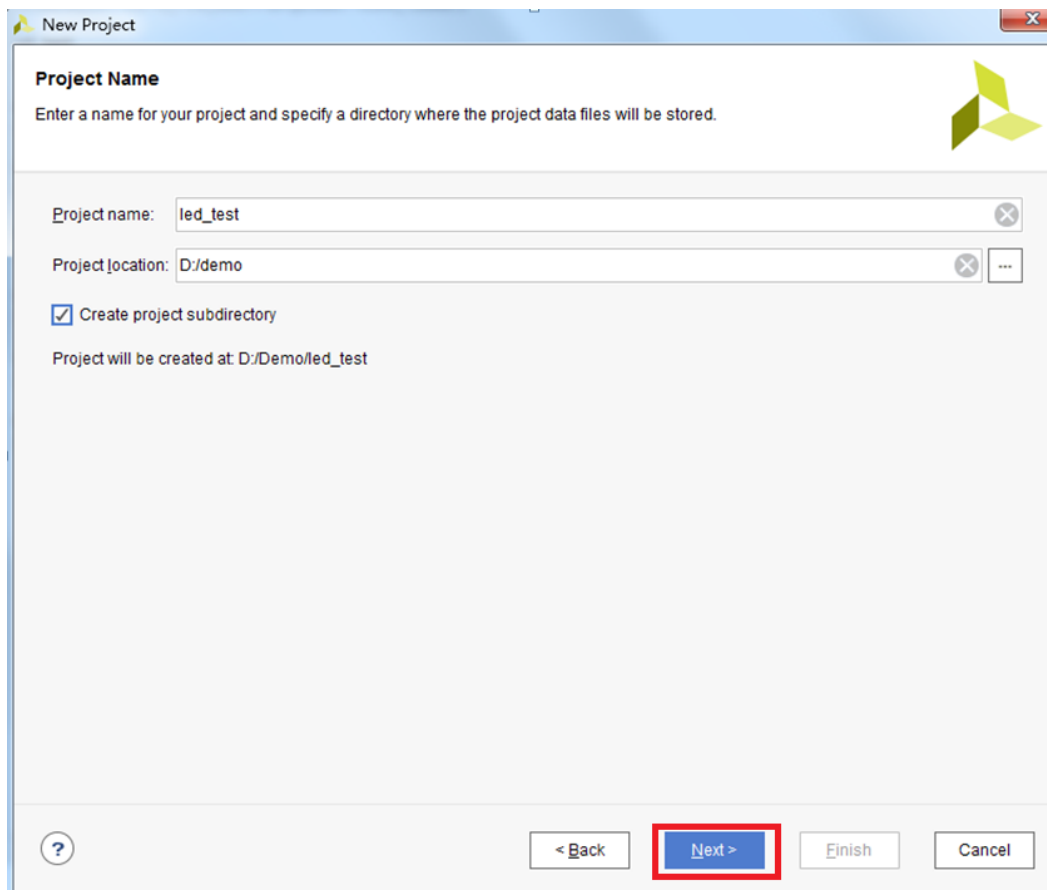 New Project
Project Name
Enter a name for your project and specify a directory where the project data files will be stored.
Project name: led_test
Project location: D:/demo ...
Create project subdirectory
Project will be created at: D:/Demo/led_test
? < Back Next > Finish Cancel